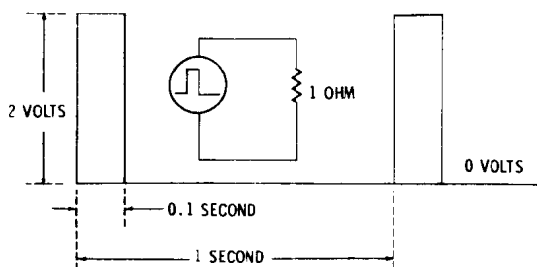 2 VOLTS
1 OHM
0 VOLTS
0.1 SECOND
1 SECOND